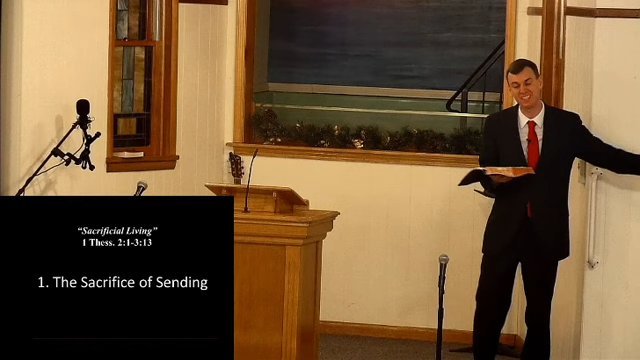 “Sacrificial Living”
1 Thess. 2:1-3:13
1. The Sacrifice of Sending